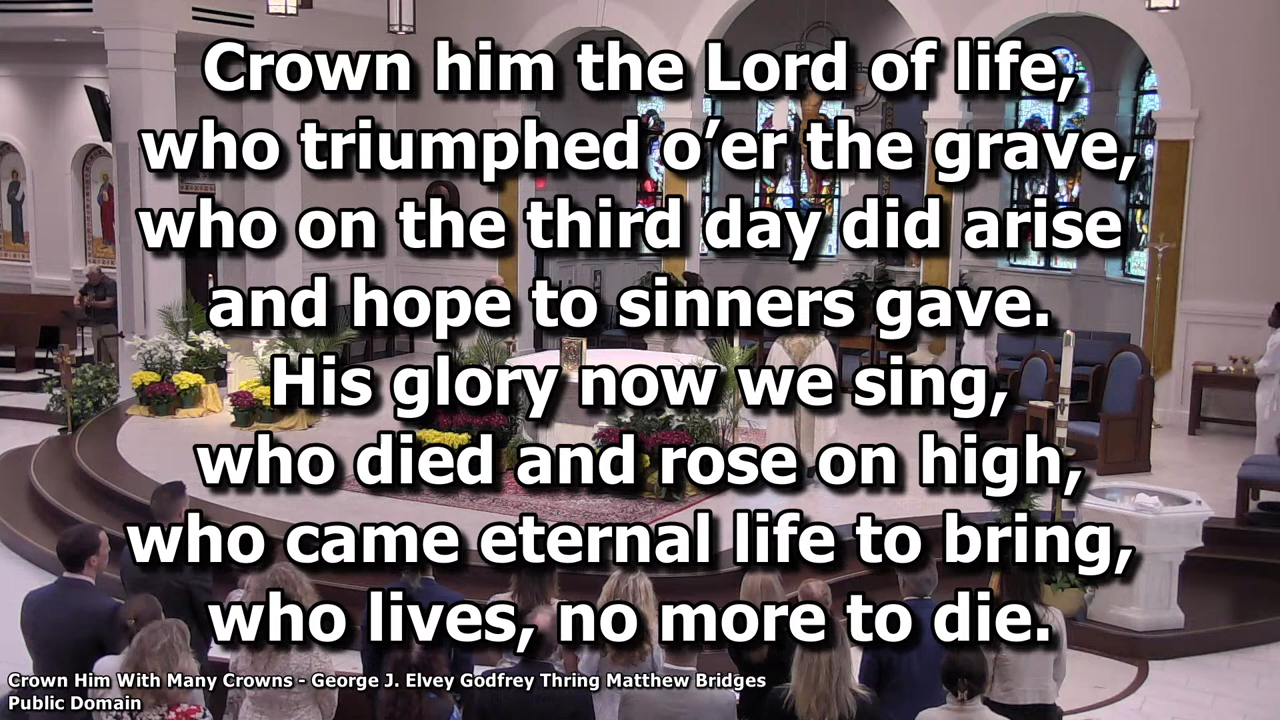 Crown him the Lord of life,
who triumphed o’er the grave,
who on the third day did arise
and hope to sinners gave.
His glory now we sing,
who died and rose on high,
who came eternal life to bring,
who lives, no more to die.
Crown Him With Many Crowns - George J. Elvey Godfrey Thring Matthew Bridges
Public Domain